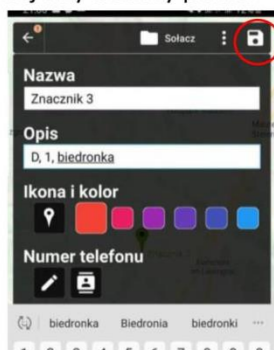 Sołacz
Nazwa
Znacznik 3
Opis
D, 1, biedronka
Ikona i kolor
Numer telefonu
biedronka Biedronia biedronki ...